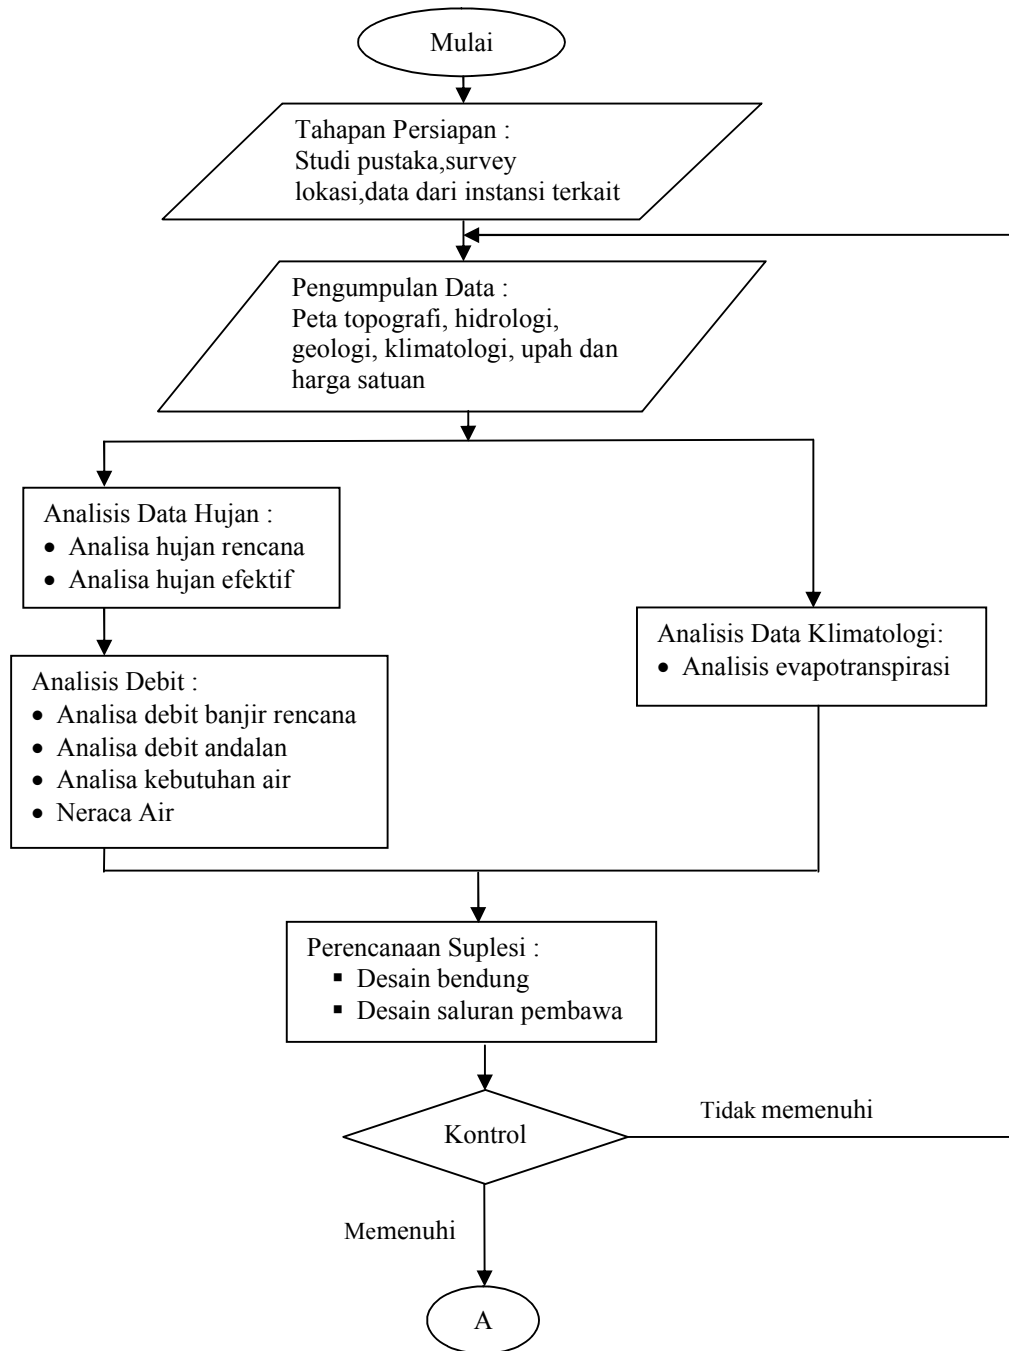 Mulai
Tahapan Persiapan :
Studi pustaka,survey
lokasi,data dari instansi terkait
Pengumpulan Data :
Peta topografi, hidrologi,
geologi, klimatologi, upah dan
harga satuan
Analisis Data Hujan :
• Analisa hujan rencana
• Analisa hujan efektif
Analisis Data Klimatologi:
• Analisis evapotranspirasi
Analisis Debit :
• Analisa debit banjir rencana
• Analisa debit andalan
• Analisa kebutuhan air
• Neraca Air
Perencanaan Suplesi :
▪ Desain bendung
▪ Desain saluran pembawa
Kontrol
Tidak memenuhi
Memenuhi
A